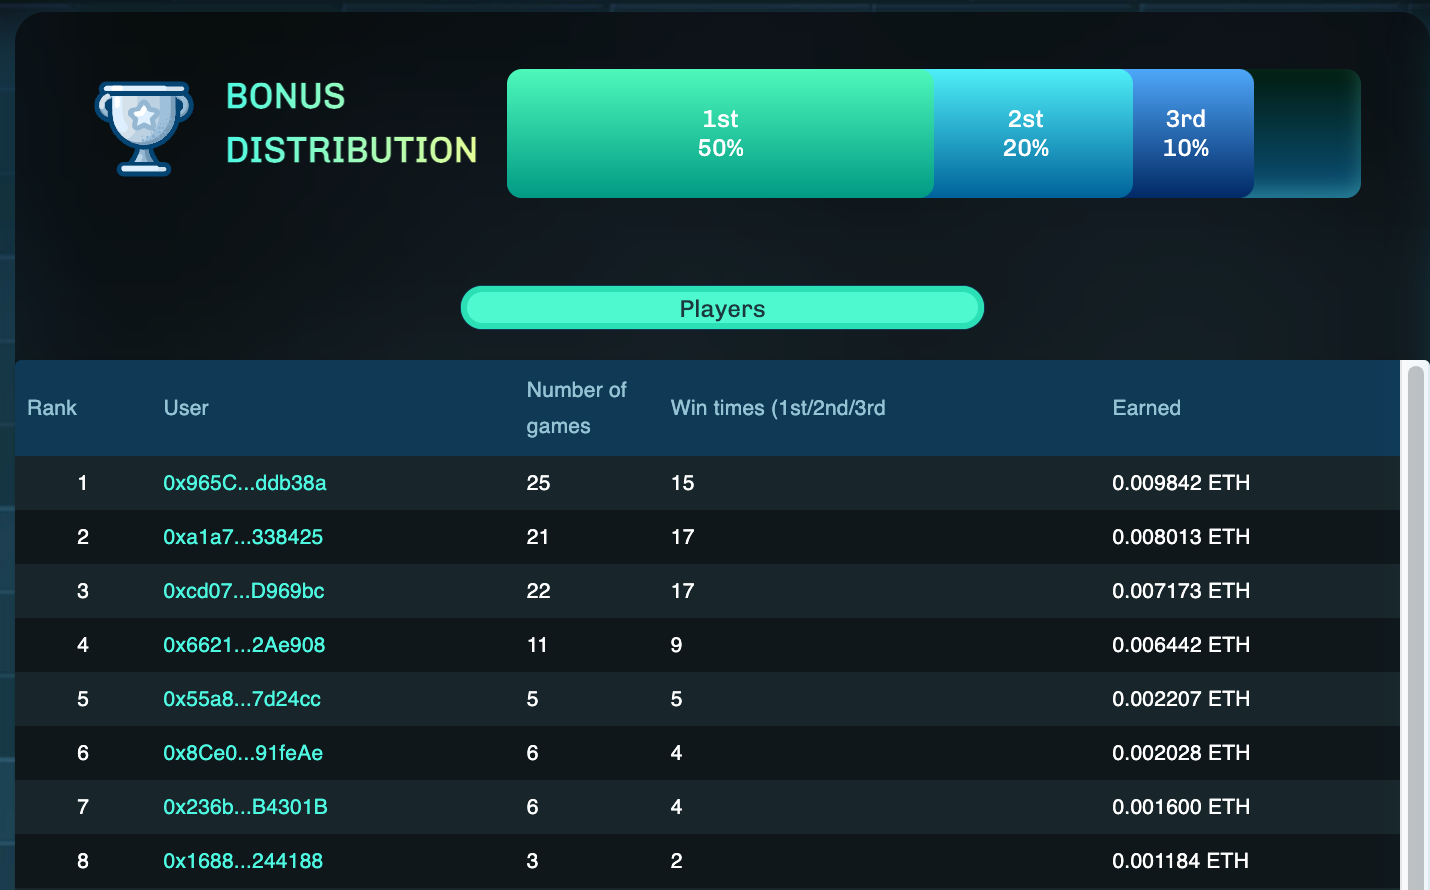 BONUS
DISTRIBUTION
1st
50%
2nd
20%
3rd
10%
Players
Rank User Number of games Win times (1st/2nd/3rd Earned
1 0x965C...ddb38a 25 15 0.009842 ETH
2 0xa1a7...338425 21 17 0.008013 ETH
3 0xcd07...D969bc 22 17 0.007173 ETH
4 0x6621...2Ae908 11 9 0.006442 ETH
5 0x55a8...7d24cc 5 5 0.002207 ETH
6 0x8Ce0...91feAe 6 4 0.002028 ETH
7 0x236b...B4301B 6 4 0.001600 ETH
8 0x1688...244188 3 2 0.001184 ETH